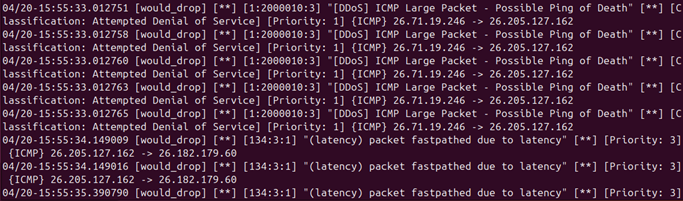 04/20-15:55:33.012751 [would_drop] [**] [1:2000010:3] "[DDoS] ICMP Large Packet - Possible Ping of Death" [**] [C
lassification: Attempted Denial of Service] [Priority: 1] {ICMP} 26.71.19.246 -> 26.205.127.162
04/20-15:55:33.012758 [would_drop] [**] [1:2000010:3] "[DDoS] ICMP Large Packet - Possible Ping of Death" [**] [C
lassification: Attempted Denial of Service] [Priority: 1] {ICMP} 26.71.19.246 -> 26.205.127.162
04/20-15:55:33.012760 [would_drop] [**] [1:2000010:3] "[DDoS] ICMP Large Packet - Possible Ping of Death" [**] [C
lassification: Attempted Denial of Service] [Priority: 1] {ICMP} 26.71.19.246 -> 26.205.127.162
04/20-15:55:33.012763 [would_drop] [**] [1:2000010:3] "[DDoS] ICMP Large Packet - Possible Ping of Death" [**] [C
lassification: Attempted Denial of Service] [Priority: 1] {ICMP} 26.71.19.246 -> 26.205.127.162
04/20-15:55:33.012765 [would_drop] [**] [1:2000010:3] "[DDoS] ICMP Large Packet - Possible Ping of Death" [**] [C
lassification: Attempted Denial of Service] [Priority: 1] {ICMP} 26.71.19.246 -> 26.205.127.162
04/20-15:55:34.149009 [would_drop] [**] [134:3:1] "(latency) packet fastpathed due to latency" [**] [Priority: 3]
 {ICMP} 26.205.127.162 -> 26.182.179.60
04/20-15:55:34.149016 [would_drop] [**] [134:3:1] "(latency) packet fastpathed due to latency" [**] [Priority: 3]
 {ICMP} 26.205.127.162 -> 26.182.179.60
04/20-15:55:35.390790 [would_drop] [**] [134:3:1] "(latency) packet fastpathed due to latency" [**] [Priority: 3]